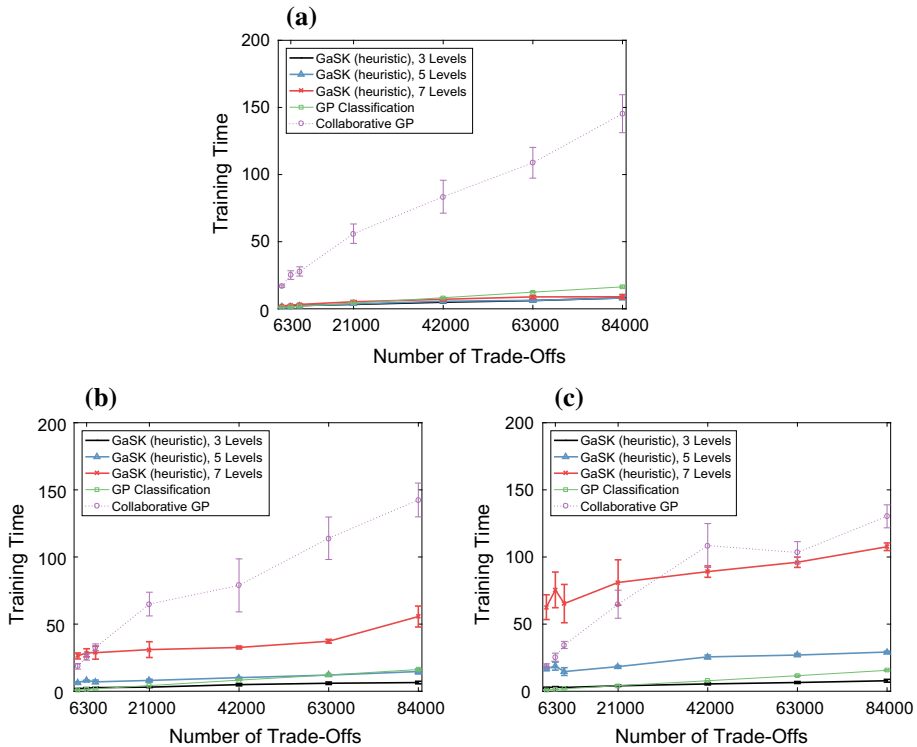 (a)
200
150
100
50
0
Training Time
GaSK (heuristic), 3 Levels
GaSK (heuristic), 5 Levels
GaSK (heuristic), 7 Levels
GP Classification
Collaborative GP
6300 21000 42000 63000 84000
Number of Trade-Offs
(b)
200
150
100
50
0
Training Time
GaSK (heuristic), 3 Levels
GaSK (heuristic), 5 Levels
GaSK (heuristic), 7 Levels
GP Classification
Collaborative GP
6300 21000 42000 63000 84000
Number of Trade-Offs
(c)
200
150
100
50
0
Training Time
GaSK (heuristic), 3 Levels
GaSK (heuristic), 5 Levels
GaSK (heuristic), 7 Levels
GP Classification
Collaborative GP
6300 21000 42000 63000 84000
Number of Trade-Offs